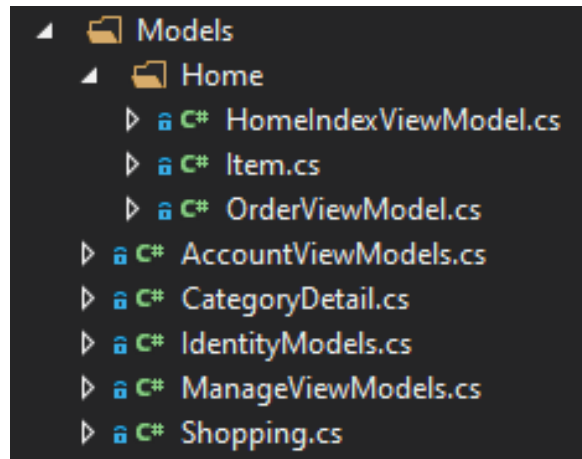 Models
Home
C# HomeIndexViewModel.cs
C# Item.cs
C# OrderViewModel.cs
C# AccountViewModels.cs
C# CategoryDetail.cs
C# IdentityModels.cs
C# ManageViewModels.cs
C# Shopping.cs